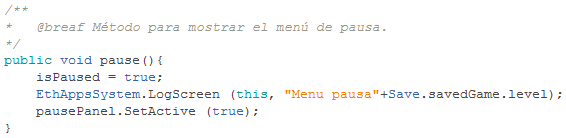 /**
*   @breaf Método para mostrar el menú de pausa.
*/
public void pause(){
    isPaused = true;
    EthAppsSystem.LogScreen (this, "Menu pausa"+Save.savedGame.level);
    pausePanel.SetActive (true);
}